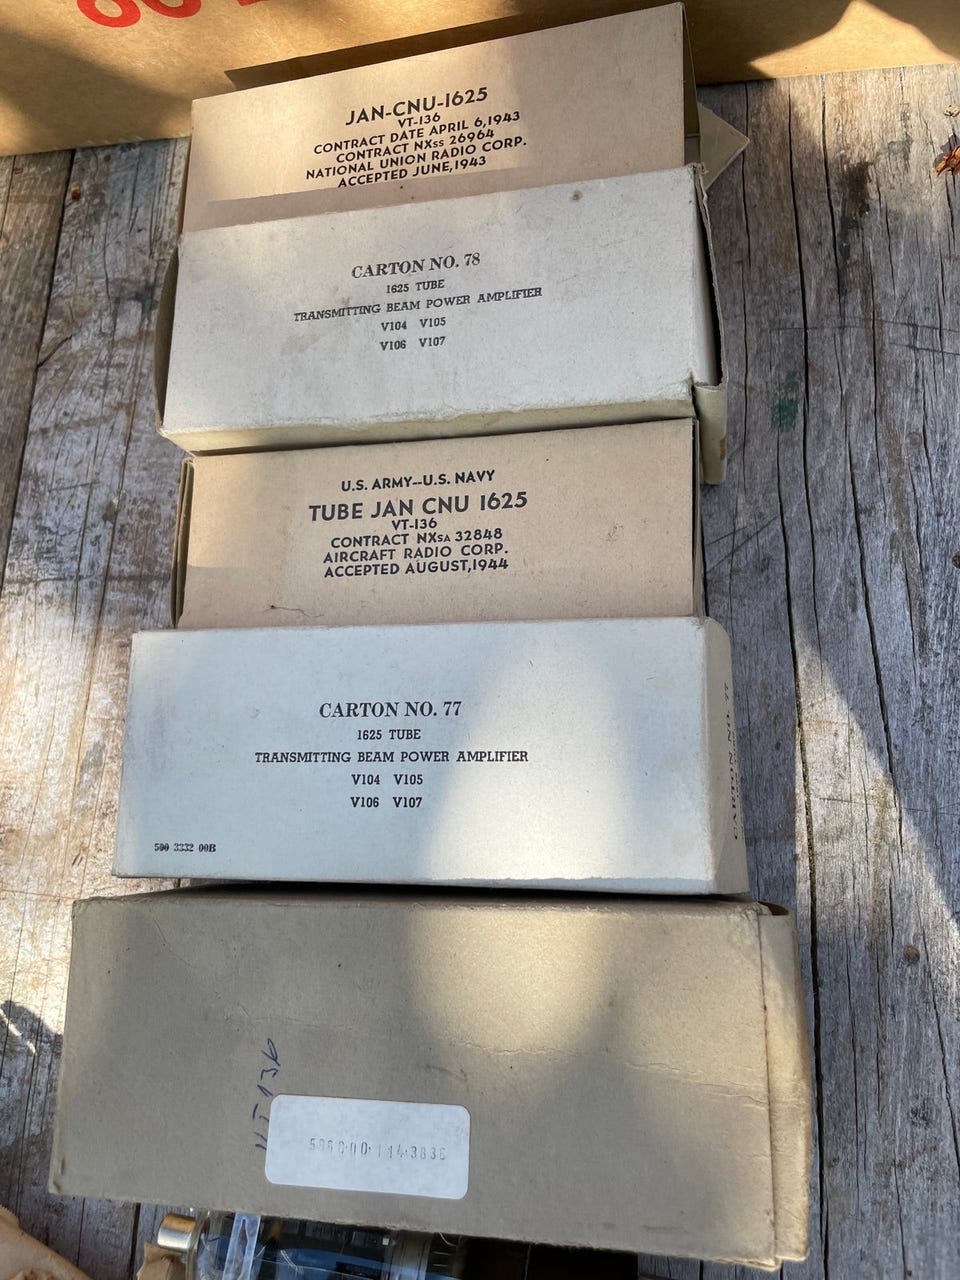 JAN-CNU-1625
VT-136
CONTRACT DATE APRIL 6,1943
CONTRACT NXss 26964
NATIONAL UNION RADIO CORP.
ACCEPTED JUNE,1943
CARTON NO. 78
1625 TUBE
TRANSMITTING BEAM POWER AMPLIFIER
V104 V105
V106 V107
U.S. ARMY--U.S. NAVY
TUBE JAN CNU 1625
VT-136
CONTRACT NXSA 32848
AIRCRAFT RADIO CORP.
ACCEPTED AUGUST,1944
CARTON NO. 77
1625 TUBE
TRANSMITTING BEAM POWER AMPLIFIER
V104 V105
V106 V107
500 3332 00B
CARTON NO. 77